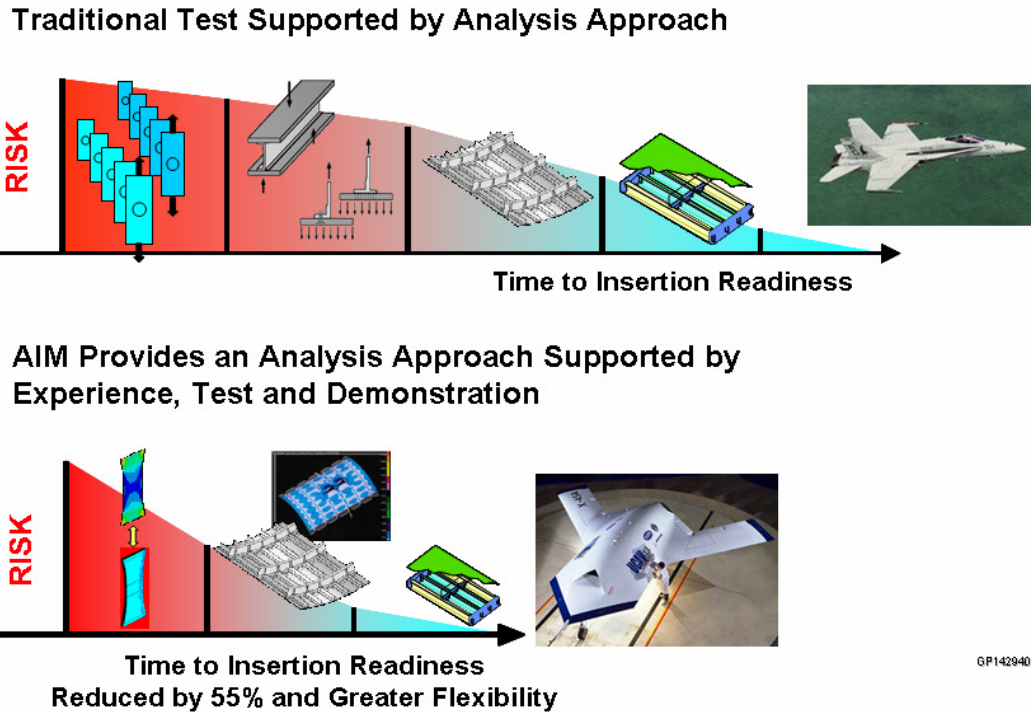 Traditional Test Supported by Analysis Approach
RISK
Time to Insertion Readiness
AIM Provides an Analysis Approach Supported by
Experience, Test and Demonstration
RISK
Time to Insertion Readiness
Reduced by 55% and Greater Flexibility
GP142940